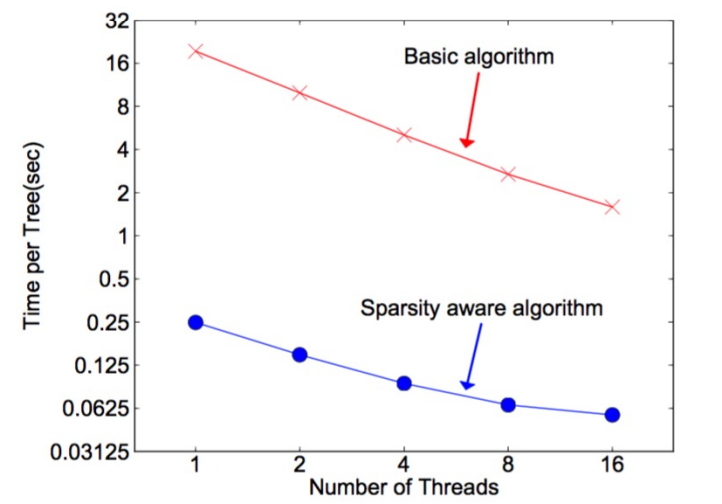 32
16
8
4
2
1
0.5
0.25
0.125
0.0625
0.03125
Time per Tree(sec)
Basic algorithm
Sparsity aware algorithm
1 2 4 8 16
Number of Threads